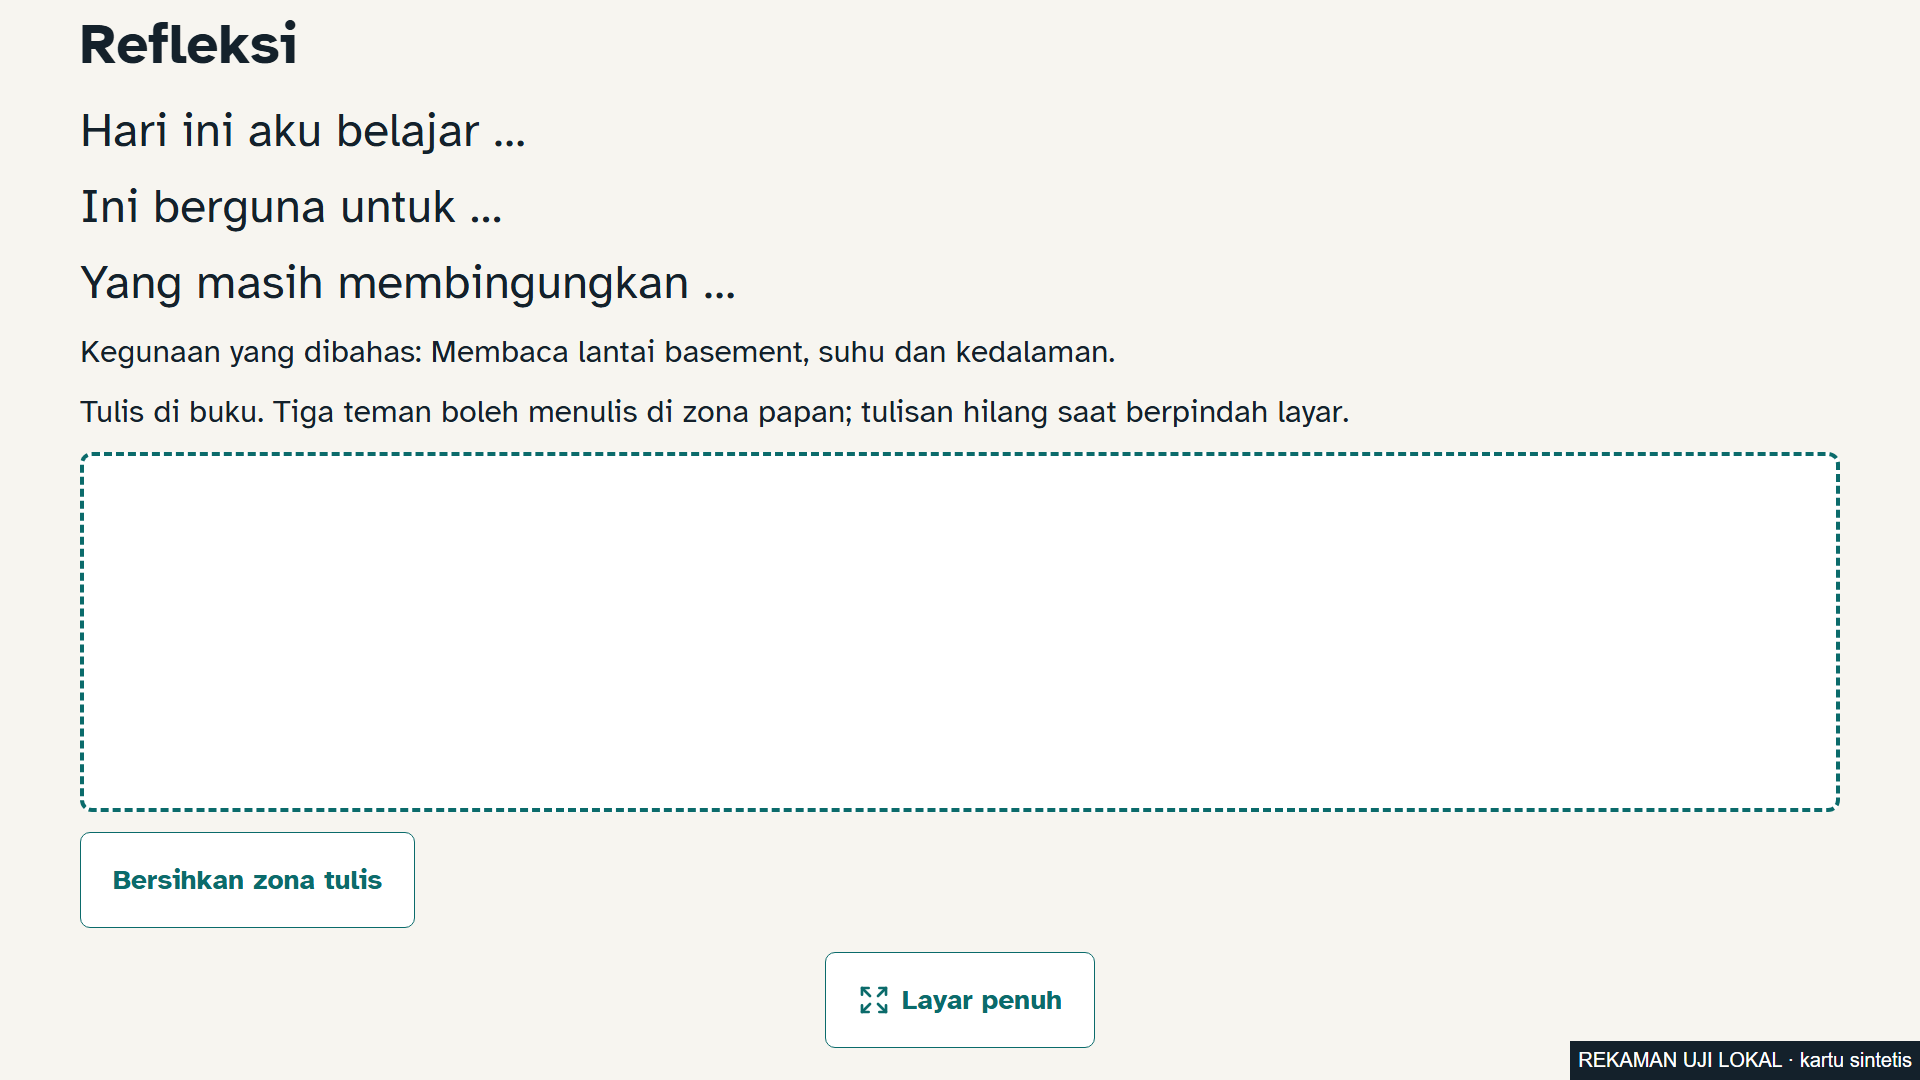 Refleksi
Hari ini aku belajar ...
Ini berguna untuk ...
Yang masih membingungkan ...
Kegunaan yang dibahas: Membaca lantai basement, suhu dan kedalaman.
Tulis di buku. Tiga teman boleh menulis di zona papan; tulisan hilang saat berpindah layar.
Bersihkan zona tulis
Layar penuh
REKAMAN UJI LOKAL · kartu sintetis